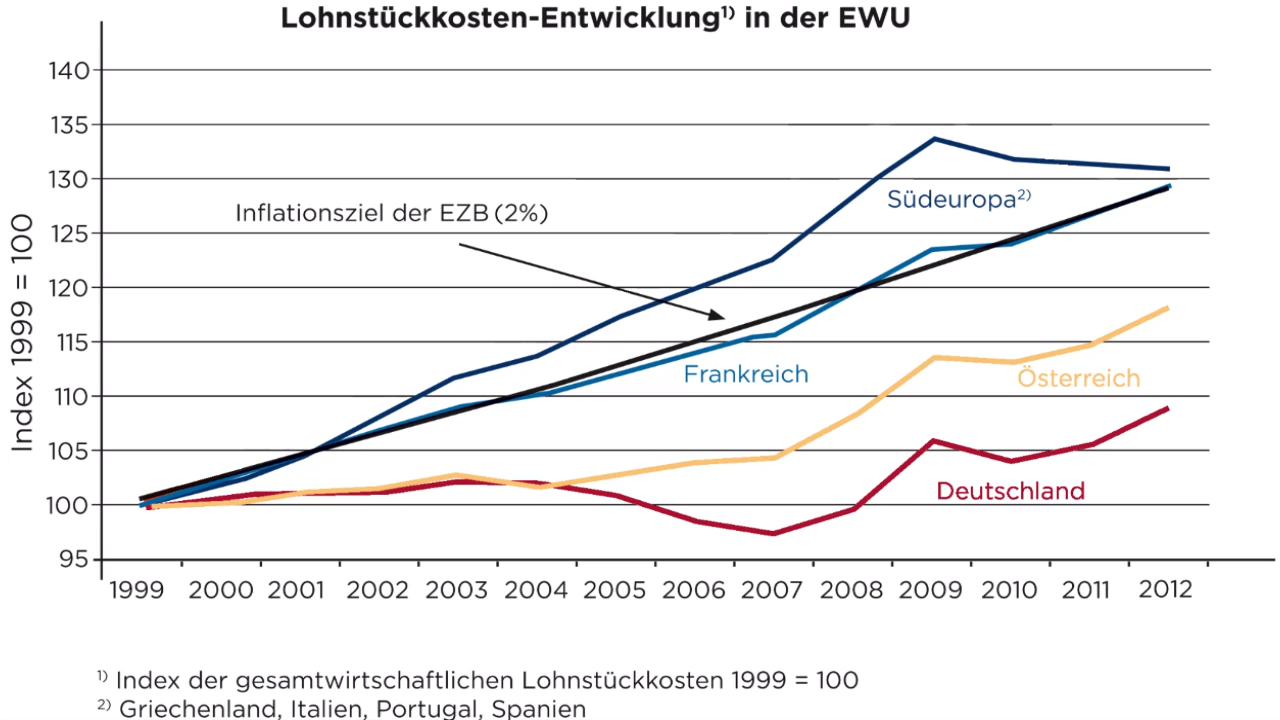 Lohnstückkosten-Entwicklung¹⁾ in der EWU
Index 1999 = 100
140
135
130
125
120
115
110
105
100
95
Südeuropa²⁾
Inflationsziel der EZB (2%)
Frankreich
Österreich
Deutschland
1999 2000 2001 2002 2003 2004 2005 2006 2007 2008 2009 2010 2011 2012
¹⁾ Index der gesamtwirtschaftlichen Lohnstückkosten 1999 = 100
²⁾ Griechenland, Italien, Portugal, Spanien